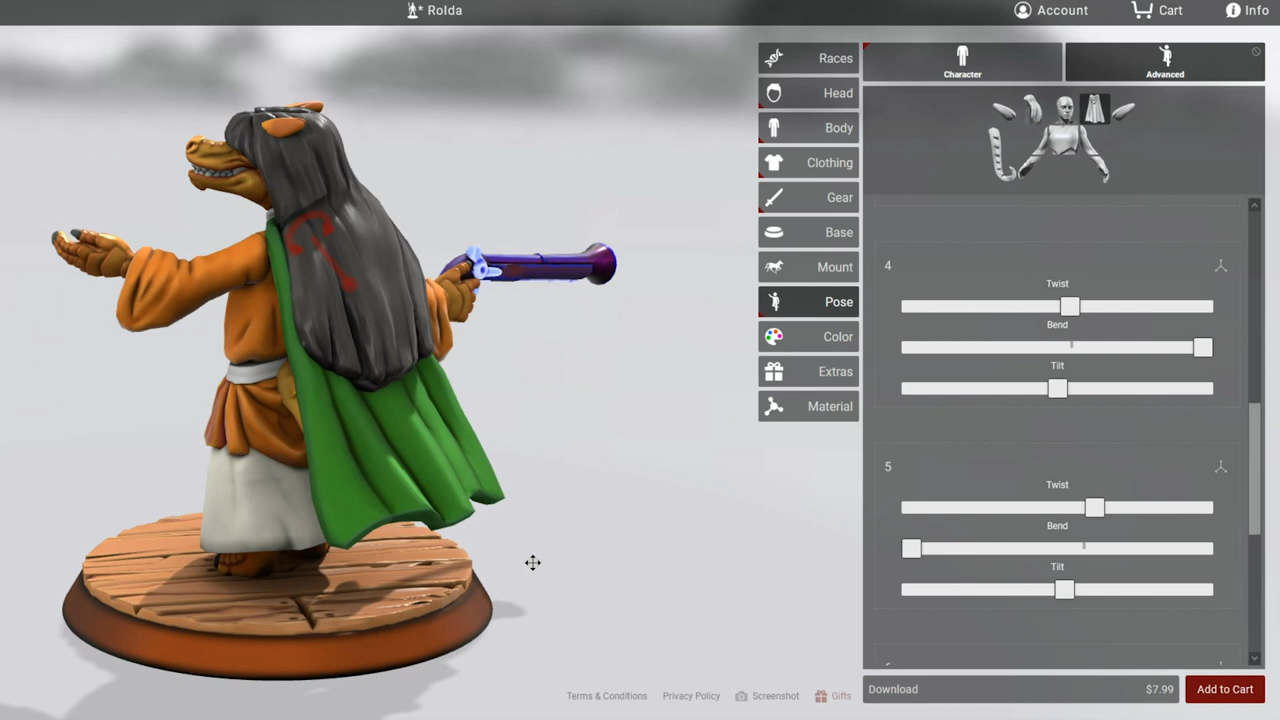 * Rolda
Account
Cart
Info
Races
Head
Body
Clothing
Gear
Base
Mount
Pose
Color
Extras
Material
Character
Advanced
4
Twist
Bend
Tilt
5
Twist
Bend
Tilt
Terms & Conditions
Privacy Policy
Screenshot
Gifts
Download
$7.99
Add to Cart